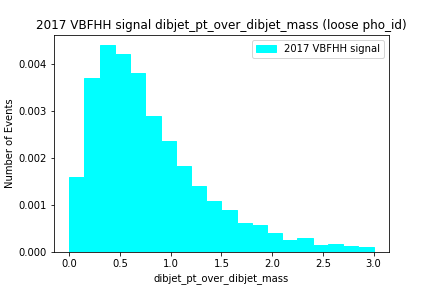 2017 VBFHH signal dibjet_pt_over_dibjet_mass (loose pho_id)
2017 VBFHH signal
Number of Events
0.004
0.003
0.002
0.001
0.000
0.0 0.5 1.0 1.5 2.0 2.5 3.0
dibjet_pt_over_dibjet_mass